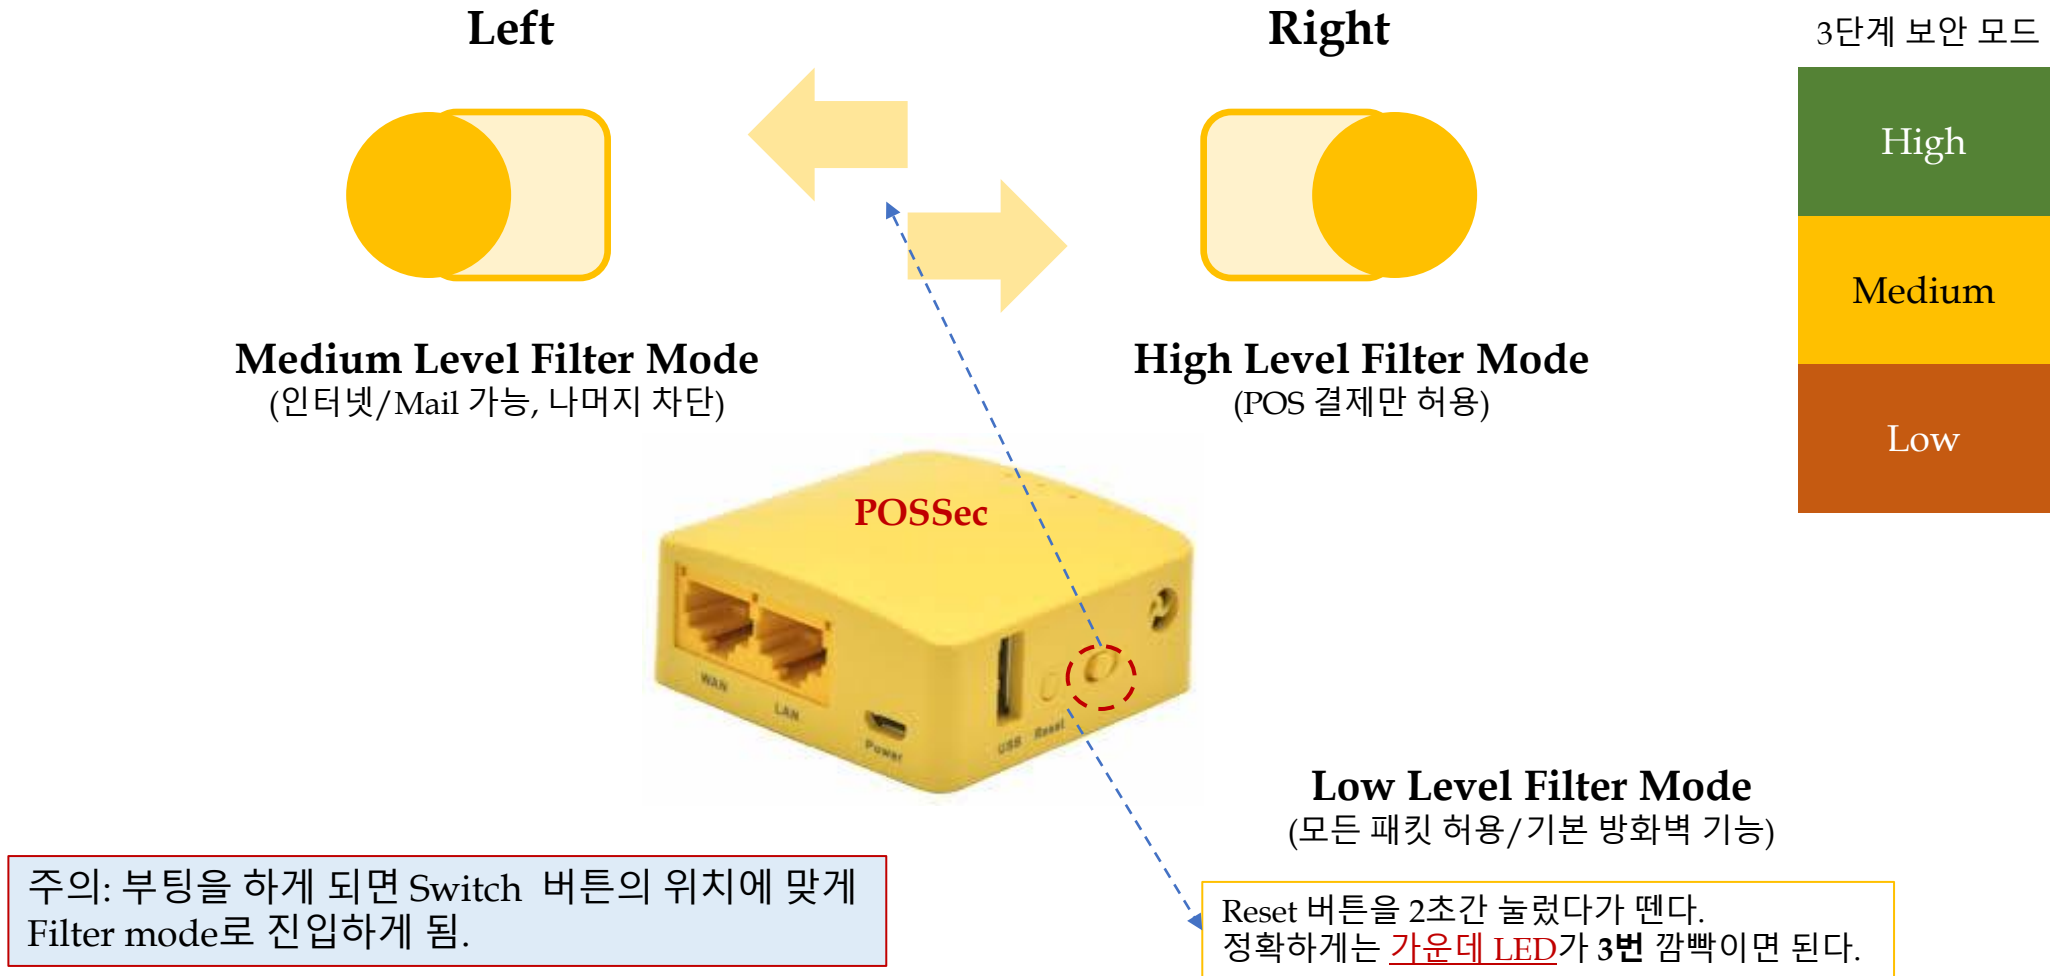 Left
Right
3단계 보안 모드
High
Medium
Low
Medium Level Filter Mode
(인터넷/Mail 가능, 나머지 차단)
High Level Filter Mode
(POS 결제만 허용)
POSSec
WAN
LAN
Power
USB
Reset
Low Level Filter Mode
(모든 패킷 허용/기본 방화벽 기능)
주의: 부팅을 하게 되면 Switch 버튼의 위치에 맞게
Filter mode로 진입하게 됨.
Reset 버튼을 2초간 눌렀다가 뗀다.
정확하게는 가운데 LED가 3번 깜빡이면 된다.